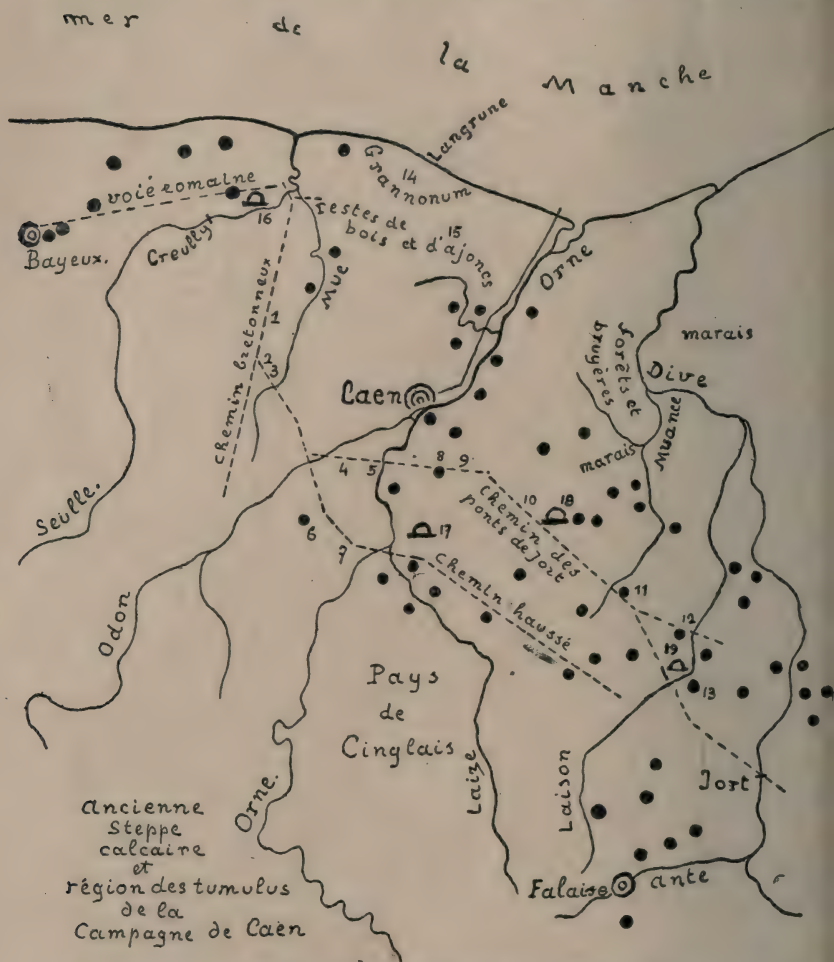 mer de la Manche
Langrune
14
Grannonum
voie romaine
16
restes de
bois et d'ajoncs
15
Creully
Bayeux.
Orne
Mue
chemin bretonneux
1
2
3
marais
forêts et
bruyères
Dive
Caen
Muance
marais
4
5
8
9
10
18
chemin des
ponts de Jort
Seulle.
6
7
17
chemin haussé
11
12
19
13
Odon
Pays
de
Cinglais
Laize
Laison
Jort
Orne.
ancienne
Steppe
calcaire
et
région des tumulus
de la
Campagne de Caen
Falaise
ante